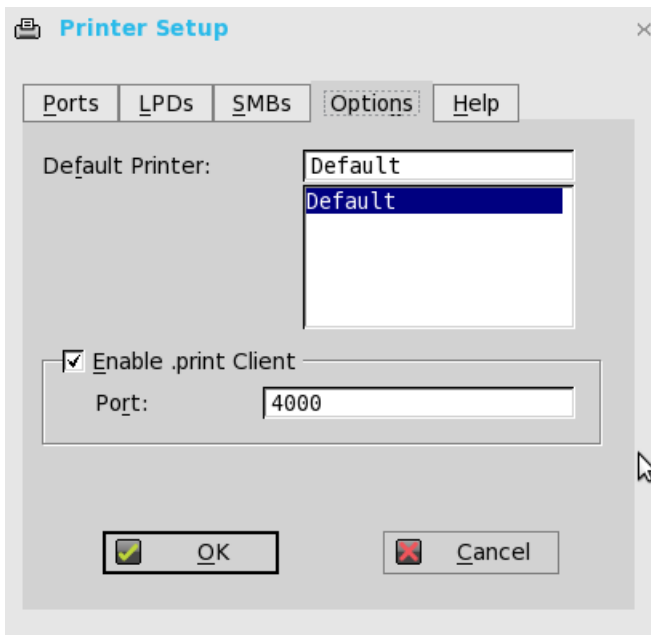 Printer Setup
Ports LPDs SMBs Options Help
Default Printer: Default
Default
Enable .print Client
Port: 4000
OK Cancel